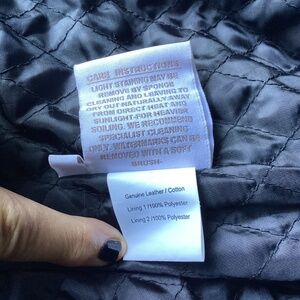 CARE INSTRUCTIONS
LIGHT STAINING MAY BE
REMOVE BY SPONGE
CLEANING AND LEAVING TO
DRY OUT NATURALLY AWAY
FROM DIRECT HEAT AND
SUNLIGHT-FOR HEAVIER
SOILING. WE RECOMMEND
SPECIALIST CLEANING
ONLY. WATERMARKS CAN BE
REMOVED WITH A SOFT
BRUSH-
Genuine Leather / Cotton
Lining 1 /100% Polyester
Lining 2 /100% Polyester